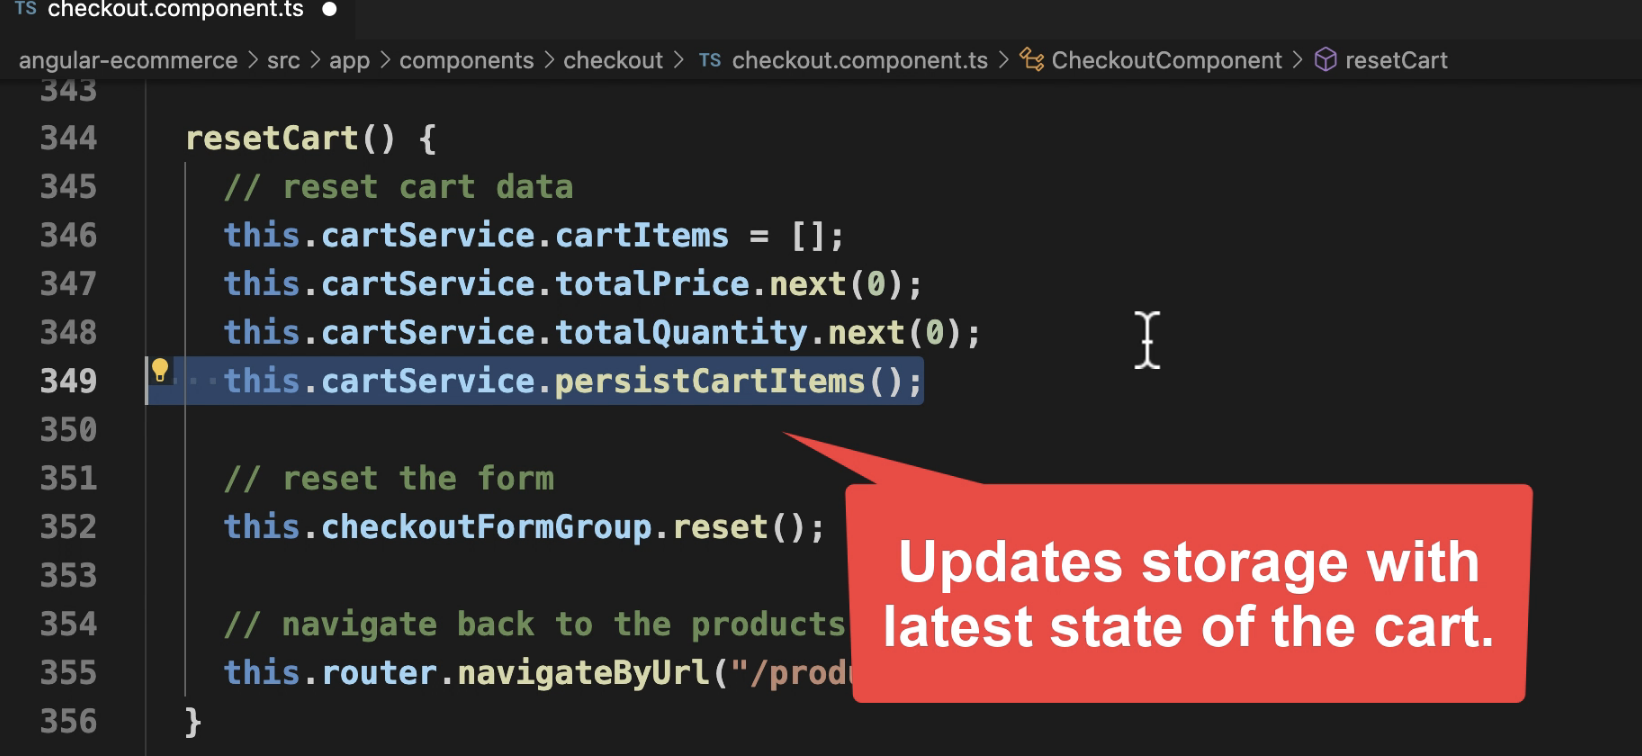 TS checkout.component.ts
angular-ecommerce > src > app > components > checkout > TS checkout.component.ts > CheckoutComponent > resetCart
343
344 resetCart() {
345 // reset cart data
346 this.cartService.cartItems = [];
347 this.cartService.totalPrice.next(0);
348 this.cartService.totalQuantity.next(0);
349 this.cartService.persistCartItems();
350
351 // reset the form
352 this.checkoutFormGroup.reset();
353
354 // navigate back to the products
355 this.router.navigateByUrl("/prod
356 }
Updates storage with
latest state of the cart.